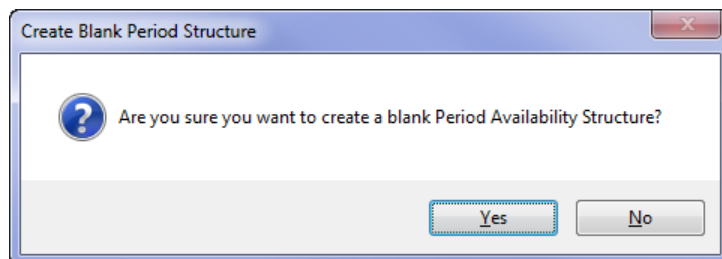 Create Blank Period Structure
Are you sure you want to create a blank Period Availability Structure?
Yes No